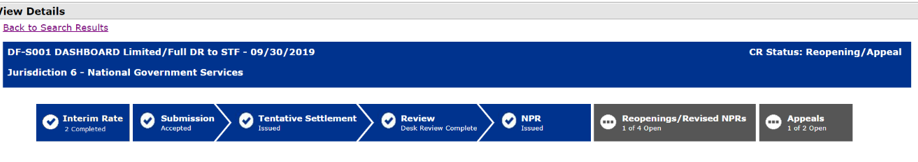 View Details
Back to Search Results
DF-S001 DASHBOARD Limited/Full DR to STF - 09/30/2019 CR Status: Reopening/Appeal
Jurisdiction 6 - National Government Services
Interim Rate Submission Tentative Settlement Review NPR Reopenings/Revised NPRs Appeals
2 Completed Accepted Issued Desk Review Complete Issued 1 of 4 Open 1 of 2 Open